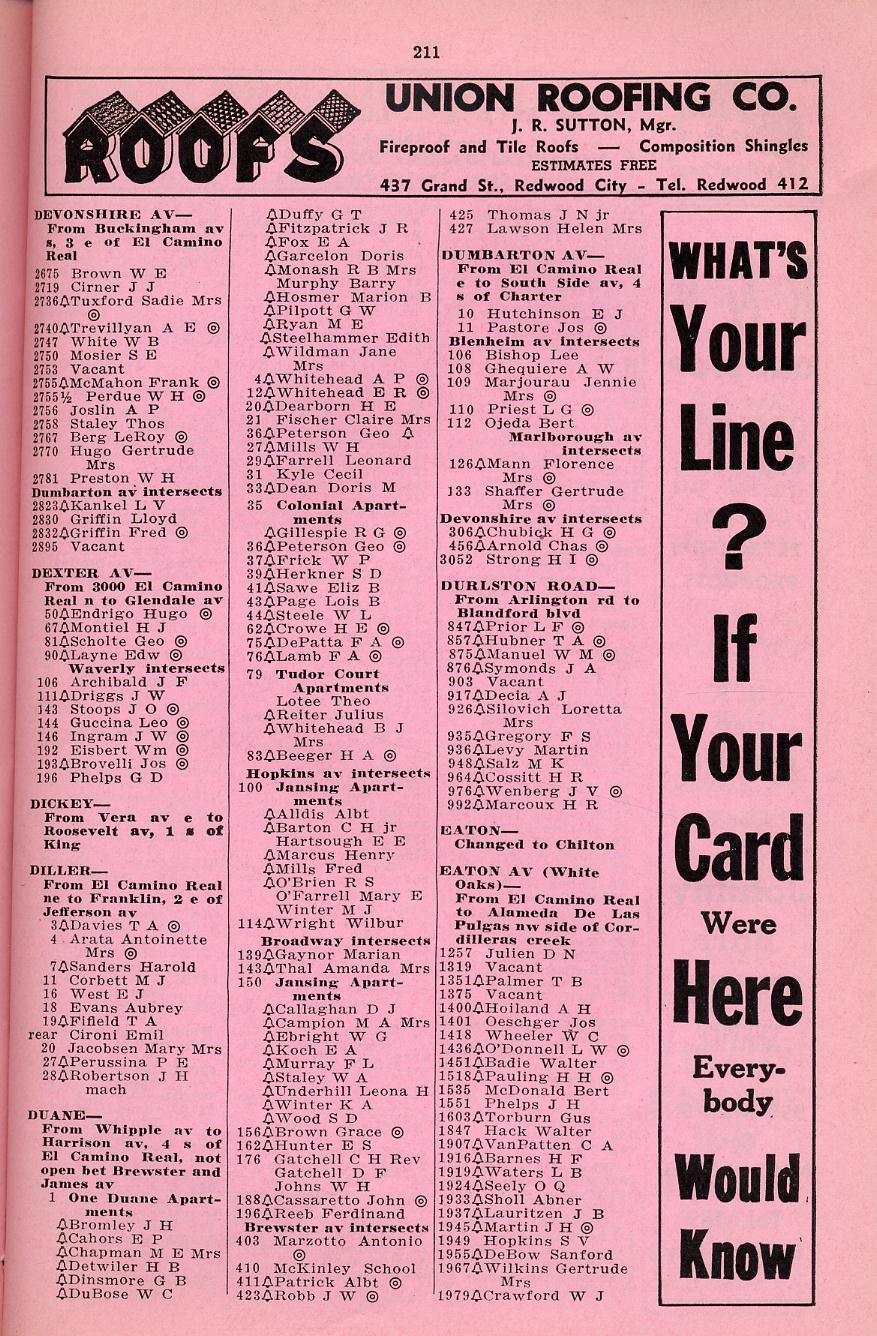 211
ROOFS
UNION ROOFING CO.
J. R. SUTTON, Mgr.
Fireproof and Tile Roofs — Composition Shingles
ESTIMATES FREE
437 Grand St., Redwood City - Tel. Redwood 412
DEVONSHIRE AV—
From Buckingham av
s, 3 e of El Camino
Real
2675 Brown W E
2719 Cirner J J
2736△Tuxford Sadie Mrs
◎
2740△Trevillyan A E ◎
2747 White W B
2750 Mosier S E
2753 Vacant
2755△McMahon Frank ◎
2755½ Perdue W H ◎
2756 Joslin A P
2758 Staley Thos
2767 Berg LeRoy ◎
2770 Hugo Gertrude
Mrs
2781 Preston W H
Dumbarton av intersects
2823△Kankel L V
2830 Griffin Lloyd
2832△Griffin Fred ◎
2895 Vacant
DEXTER AV—
From 3000 El Camino
Real n to Glendale av
50△Endrigo Hugo ◎
67△Montiel H J
81△Scholte Geo ◎
90△Layne Edw ◎
Waverly intersects
106 Archibald J F
111△Driggs J W
143 Stoops J O ◎
144 Guccina Leo ◎
146 Ingram J W ◎
192 Eisbert Wm ◎
193△Brovelli Jos ◎
196 Phelps G D
DICKEY—
From Vera av e to
Roosevelt av, 1 s of
King
DILLER—
From El Camino Real
ne to Franklin, 2 e of
Jefferson av
3△Davies T A ◎
4 Arata Antoinette
Mrs ◎
7△Sanders Harold
11 Corbett M J
16 West E J
18 Evans Aubrey
19△Fifield T A
rear Cironi Emil
20 Jacobsen Mary Mrs
27△Perussina P E
28△Robertson J H
mach
DUANE—
From Whipple av to
Harrison av, 4 s of
El Camino Real, not
open bet Brewster and
James av
1 One Duane Apart-
ments
△Bromley J H
△Cahors E P
△Chapman M E Mrs
△Detwiler H B
△Dinsmore G B
△DuBose W C
△Duffy G T
△Fitzpatrick J R
△Fox E A
△Garcelon Doris
△Monash R B Mrs
Murphy Barry
△Hosmer Marion B
△Pilpott G W
△Ryan M E
△Steelhammer Edith
△Wildman Jane
Mrs
4△Whitehead A P ◎
12△Whitehead E R ◎
20△Dearborn H E
21 Fischer Claire Mrs
36△Peterson Geo △
27△Mills W H
29△Farrell Leonard
31 Kyle Cecil
33△Dean Doris M
35 Colonial Apart-
ments
△Gillespie R G ◎
36△Peterson Geo ◎
37△Frick W P
39△Herkner S D
41△Sawe Eliz B
43△Page Lois B
44△Steele W L
62△Crowe H E ◎
75△DePatta F A ◎
76△Lamb F A ◎
79 Tudor Court
Apartments
Lotee Theo
△Reiter Julius
△Whitehead B J
Mrs
83△Beeger H A ◎
Hopkins av intersects
100 Jansing Apart-
ments
△Alldis Albt
△Barton C H jr
Hartsough E E
△Marcus Henry
△Mills Fred
△O'Brien R S
O'Farrell Mary E
Winter M J
114△Wright Wilbur
Broadway intersects
139△Gaynor Marian
143△Thal Amanda Mrs
150 Jansing Apart-
ments
△Callaghan D J
△Campion M A Mrs
△Ebright W G
△Koch E A
△Murray F L
△Staley W A
△Underhill Leona H
△Winter K A
△Wood S D
156△Brown Grace ◎
162△Hunter E S
176 Gatchell C H Rev
Gatchell D F
Johns W H
188△Cassaretto John ◎
196△Reeb Ferdinand
Brewster av intersects
403 Marzotto Antonio
◎
410 McKinley School
411△Patrick Albt ◎
423△Robb J W ◎
425 Thomas J N jr
427 Lawson Helen Mrs
DUMBARTON AV—
From El Camino Real
e to South Side av, 4
s of Charter
10 Hutchinson E J
11 Pastore Jos ◎
Blenheim av intersects
106 Bishop Lee
108 Ghequiere A W
109 Marjourau Jennie
Mrs ◎
110 Priest L G ◎
112 Ojeda Bert
Marlborough av
intersects
126△Mann Florence
Mrs ◎
133 Shaffer Gertrude
Mrs ◎
Devonshire av intersects
306△Chubick H G ◎
456△Arnold Chas ◎
3052 Strong H I ◎
DURLSTON ROAD—
From Arlington rd to
Blandford blvd
847△Prior L F ◎
857△Hubner T A ◎
875△Manuel W M ◎
876△Symonds J A
903 Vacant
917△Decia A J
926△Silovich Loretta
Mrs
935△Gregory F S
936△Levy Martin
948△Salz M K
964△Cossitt H R
976△Wenberg J V ◎
992△Marcoux H R
EATON—
Changed to Chilton
EATON AV (White
Oaks)—
From El Camino Real
to Alameda De Las
Pulgas nw side of Cor-
dilleras creek
1257 Julien D N
1319 Vacant
1351△Palmer T B
1375 Vacant
1400△Hoiland A H
1401 Oeschger Jos
1418 Wheeler W C
1436△O'Donnell L W ◎
1451△Badie Walter
1518△Pauling H H ◎
1535 McDonald Bert
1551 Phelps J H
1603△Torburn Gus
1847 Hack Walter
1907△VanPatten C A
1916△Barnes H F
1919△Waters L B
1924△Seely O Q
1933△Sholl Abner
1937△Lauritzen J B
1945△Martin J H ◎
1949 Hopkins S V
1955△DeBow Sanford
1967△Wilkins Gertrude
Mrs
1979△Crawford W J
WHAT'S
Your
Line
?
If
Your
Card
Were
Here
Every-
body
Would
Know